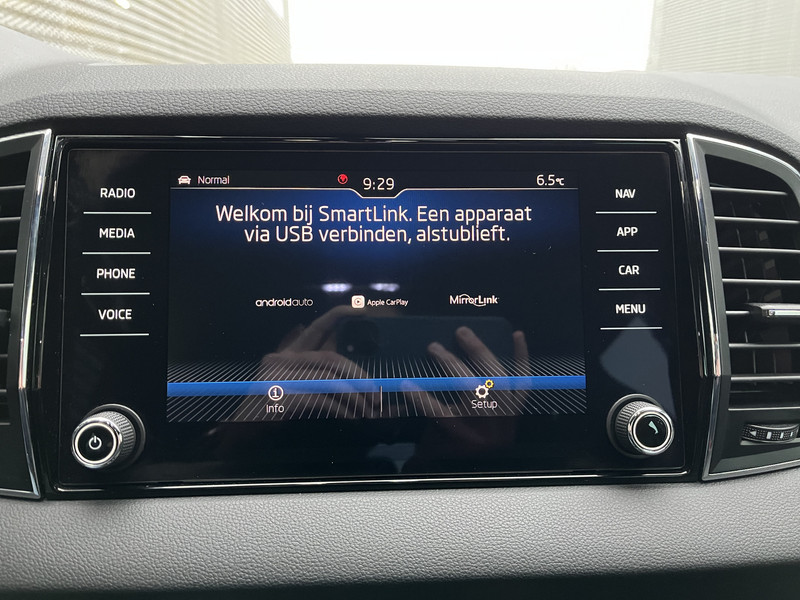 Normal
9:29
6.5°C
RADIO
MEDIA
PHONE
VOICE
Welkom bij SmartLink. Een apparaat
via USB verbinden, alstublieft.
androidauto
Apple CarPlay
MirrorLink
Info
Setup
NAV
APP
CAR
MENU